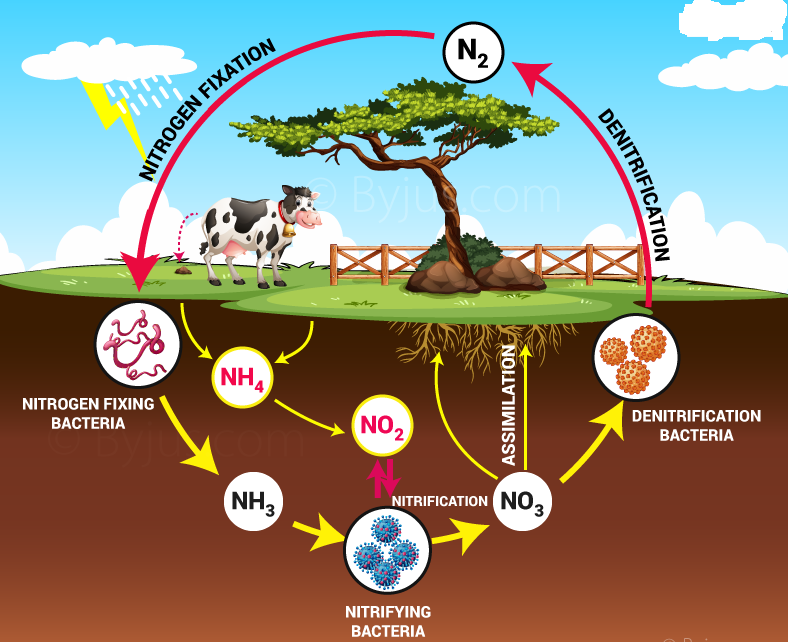 N2
NITROGEN FIXATION
DENITRIFICATION
© Byjus.com
NH4
NITROGEN FIXING
BACTERIA
NO2
ASSIMILATION
DENITRIFICATION
BACTERIA
© Byjus.com
NH3
NITRIFICATION
NO3
NITRIFYING
BACTERIA